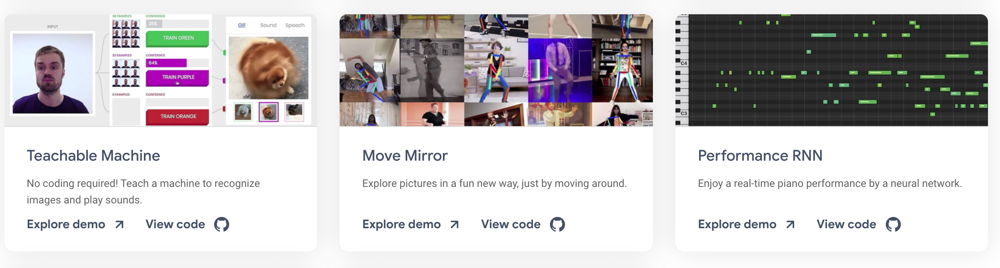 INPUT
38 EXAMPLES
CONFIDENCE
25%
TRAIN GREEN
33 EXAMPLES
CONFIDENCE
64%
TRAIN PURPLE
0 EXAMPLES
CONFIDENCE
TRAIN ORANGE
GIF Sound Speech
C4
C3
Teachable Machine
No coding required! Teach a machine to recognize
images and play sounds.
Explore demo View code
Move Mirror
Explore pictures in a fun new way, just by moving around.
Explore demo View code
Performance RNN
Enjoy a real-time piano performance by a neural network.
Explore demo View code